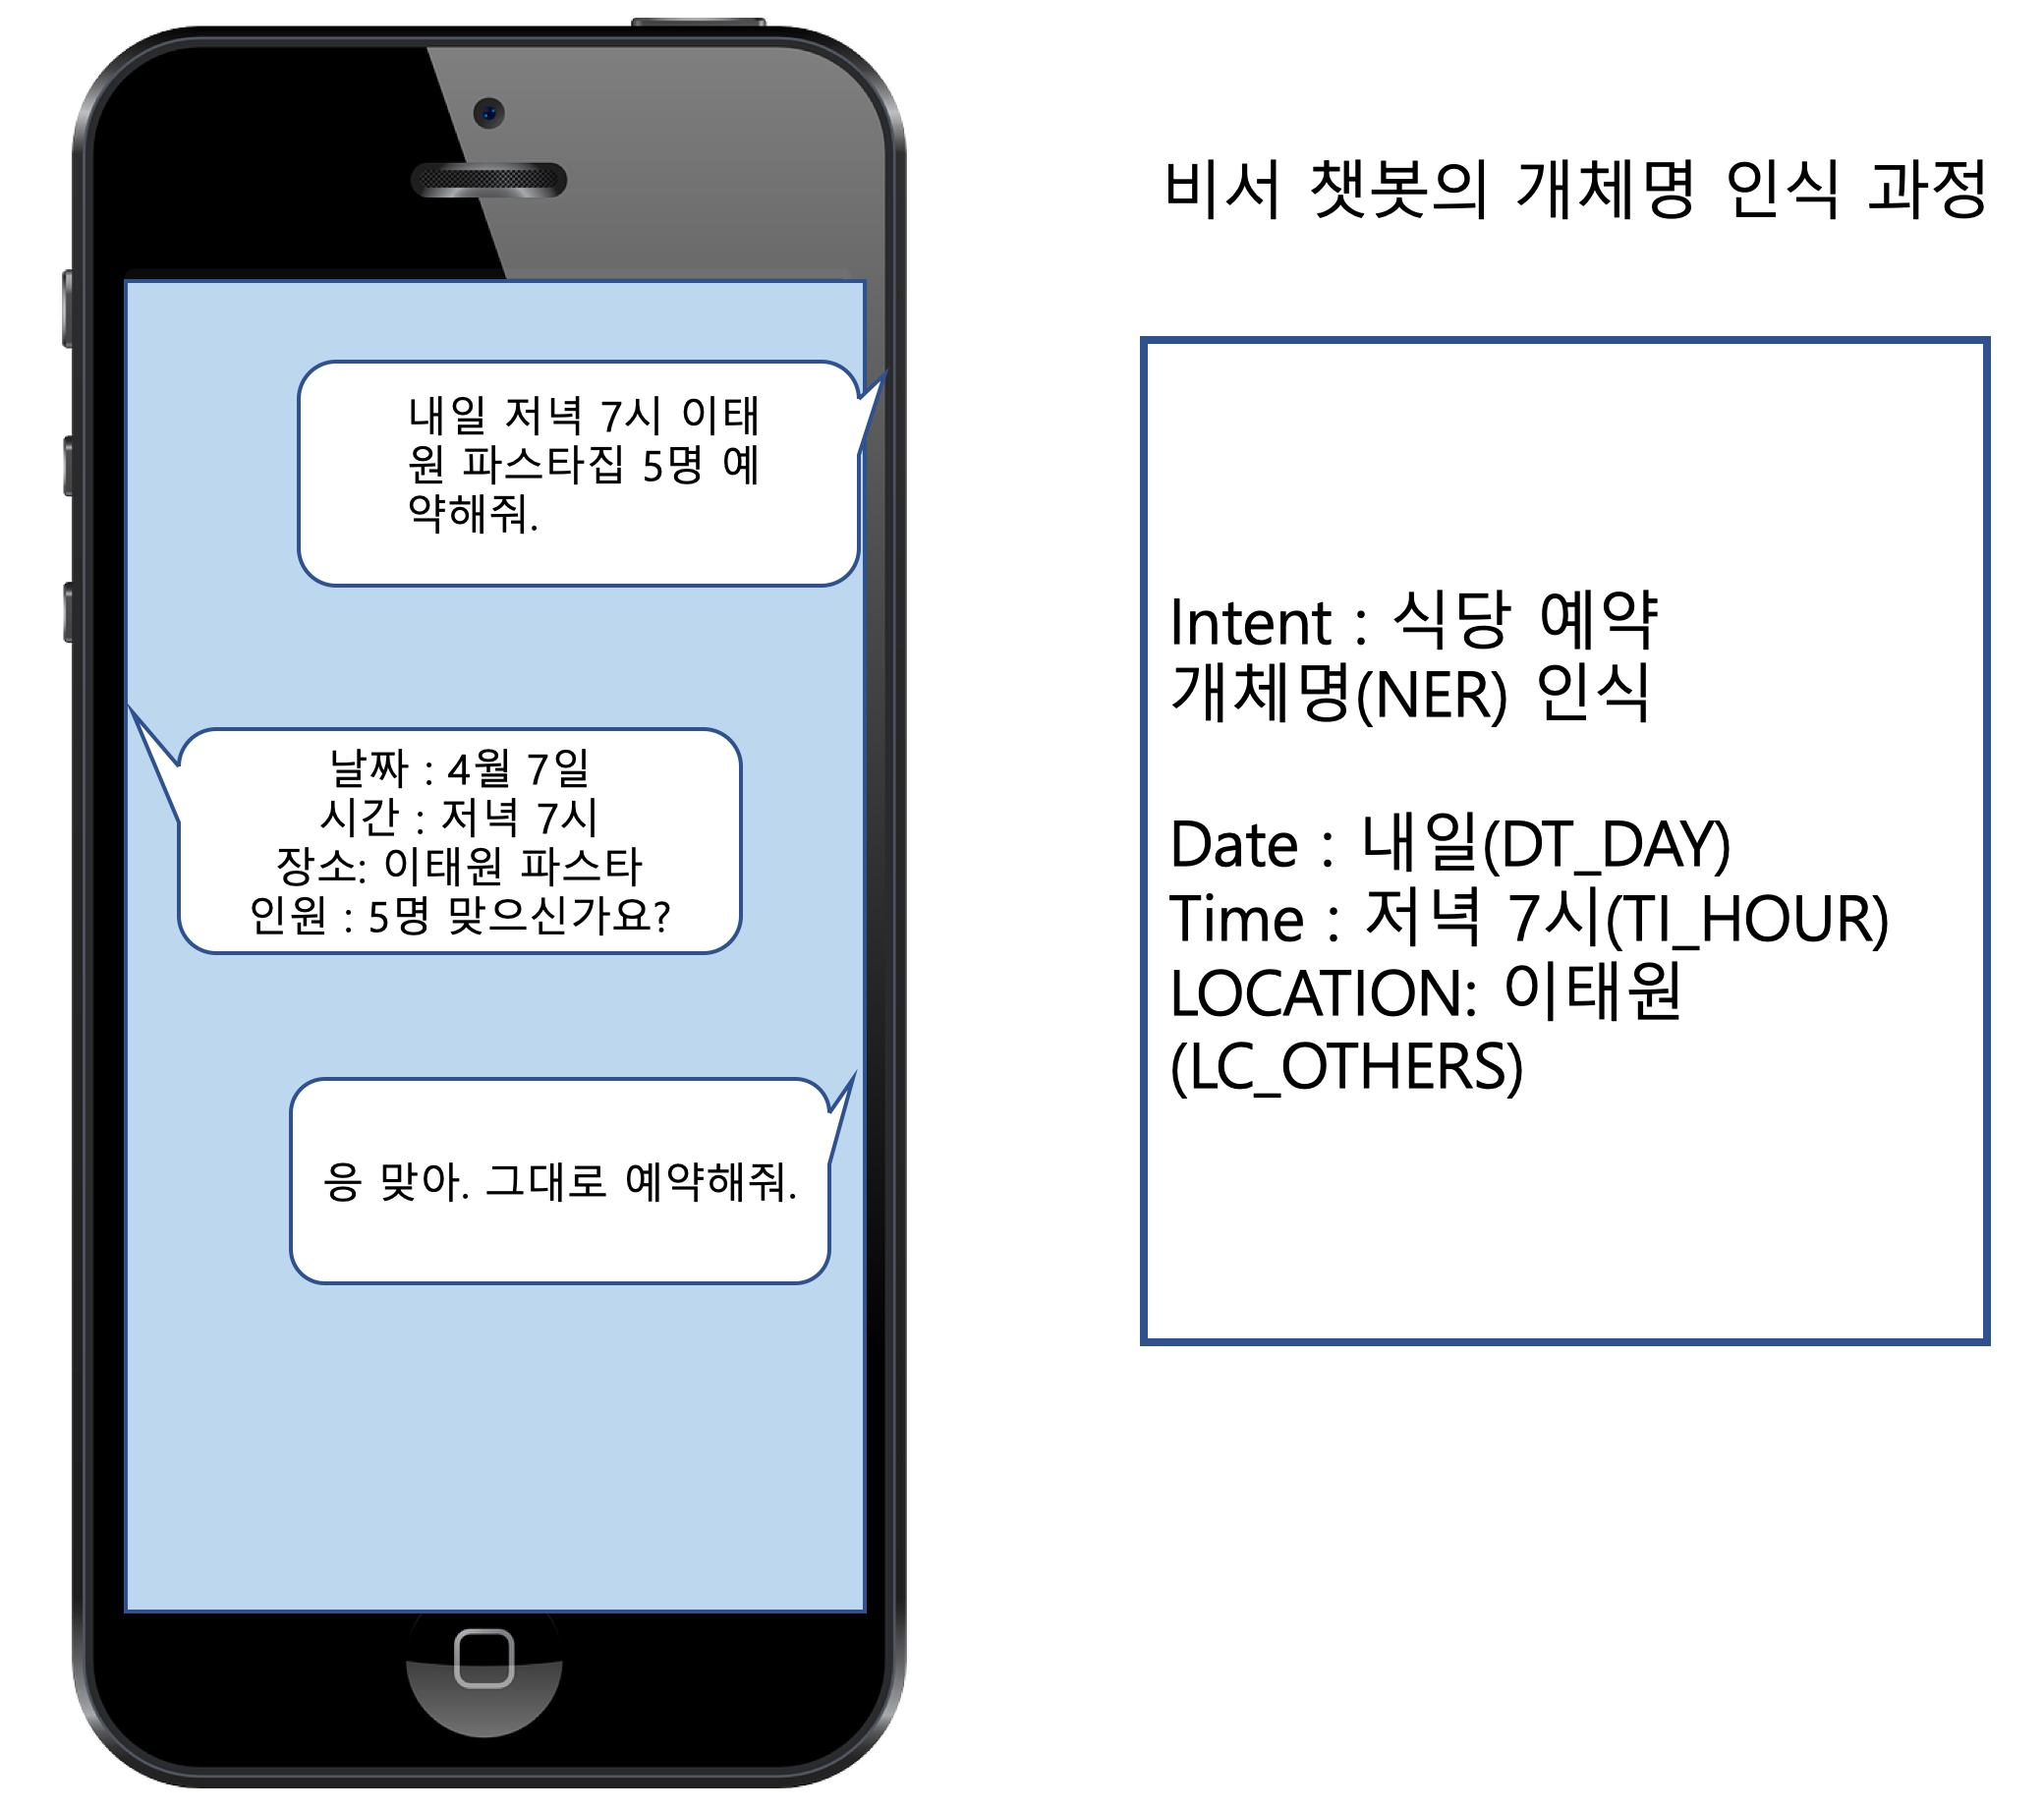 비서 챗봇의 개체명 인식 과정
내일 저녁 7시 이태
원 파스타집 5명 예
약해줘.
날짜 : 4월 7일
시간 : 저녁 7시
장소: 이태원 파스타
인원 : 5명 맞으신가요?
응 맞아. 그대로 예약해줘.
Intent : 식당 예약
개체명(NER) 인식
Date : 내일(DT_DAY)
Time : 저녁 7시(TI_HOUR)
LOCATION: 이태원
(LC_OTHERS)